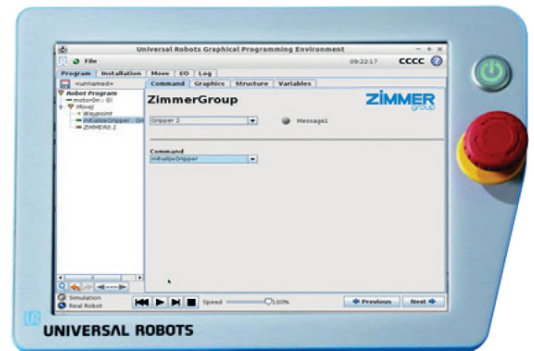 Universal Robots Graphical Programming Environment
File
09:22:17
CCCC
Program Installation Move I/O Log
<unnamed>
Command Graphics Structure Variables
Robot Program
MoveJ
Waypoint
ZimmerGroup
ZIMMER
group
Gripper 2
Message1
Command
InitializeGripper
Simulation
Real Robot
Speed
100%
Previous
Next
UNIVERSAL ROBOTS